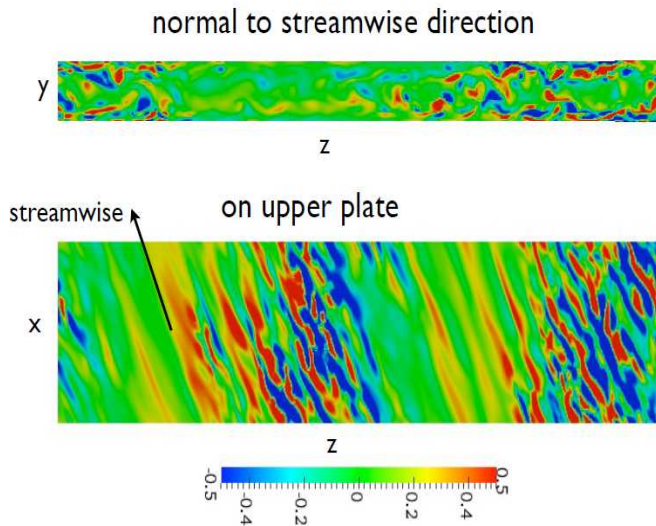 normal to streamwise direction
y
z
streamwise
on upper plate
x
z
-0.5 -0.4 -0.2 0 0.2 0.4 0.5